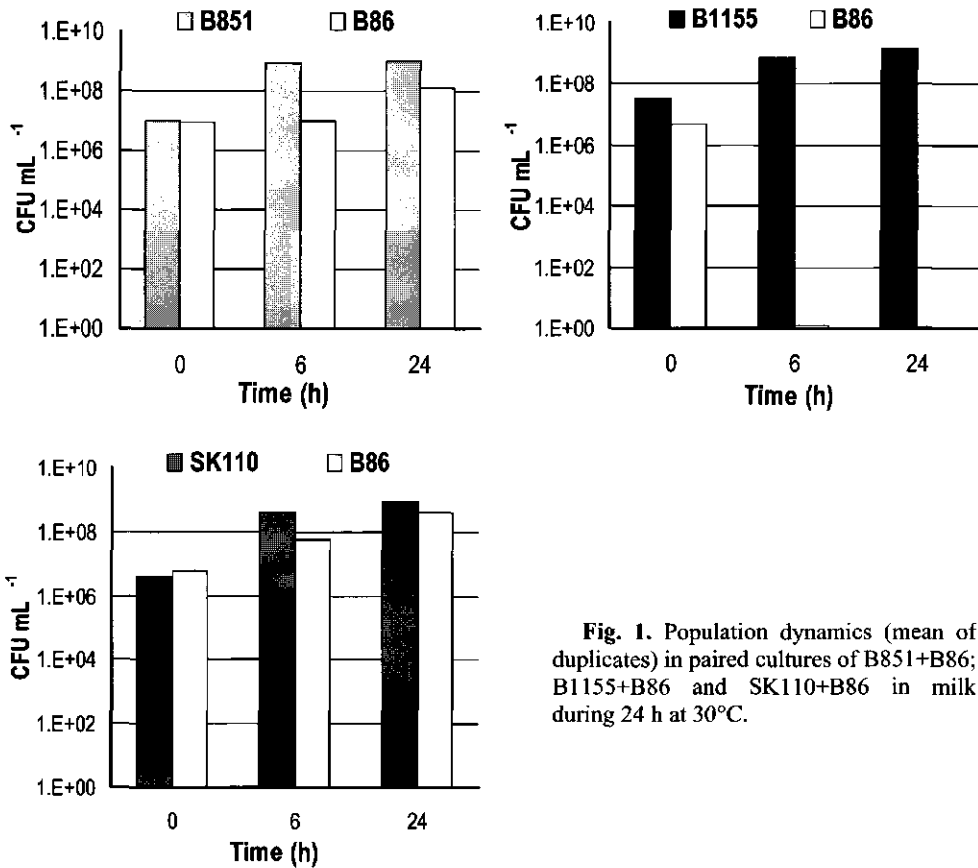 B851 B86
1.E+10
1.E+08
1.E+06
1.E+04
1.E+02
1.E+00
CFU mL -1
0 6 24
Time (h)
B1155 B86
1.E+10
1.E+08
1.E+06
1.E+04
1.E+02
1.E+00
CFU mL -1
0 6 24
Time (h)
SK110 B86
1.E+10
1.E+08
1.E+06
1.E+04
1.E+02
1.E+00
CFU mL -1
0 6 24
Time (h)
Fig. 1. Population dynamics (mean of
duplicates) in paired cultures of B851+B86;
B1155+B86 and SK110+B86 in milk
during 24 h at 30°C.